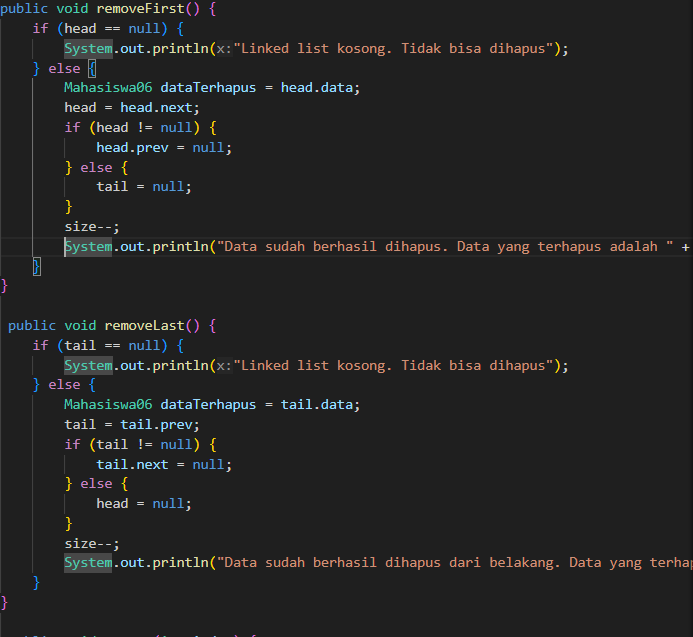 public void removeFirst() {
if (head == null) {
System.out.println(x:"Linked list kosong. Tidak bisa dihapus");
} else {
Mahasiswa06 dataTerhapus = head.data;
head = head.next;
if (head != null) {
head.prev = null;
} else {
tail = null;
}
size--;
System.out.println("Data sudah berhasil dihapus. Data yang terhapus adalah " +
}
}
public void removeLast() {
if (tail == null) {
System.out.println(x:"Linked list kosong. Tidak bisa dihapus");
} else {
Mahasiswa06 dataTerhapus = tail.data;
tail = tail.prev;
if (tail != null) {
tail.next = null;
} else {
head = null;
}
size--;
System.out.println("Data sudah berhasil dihapus dari belakang. Data yang terhap
}
}